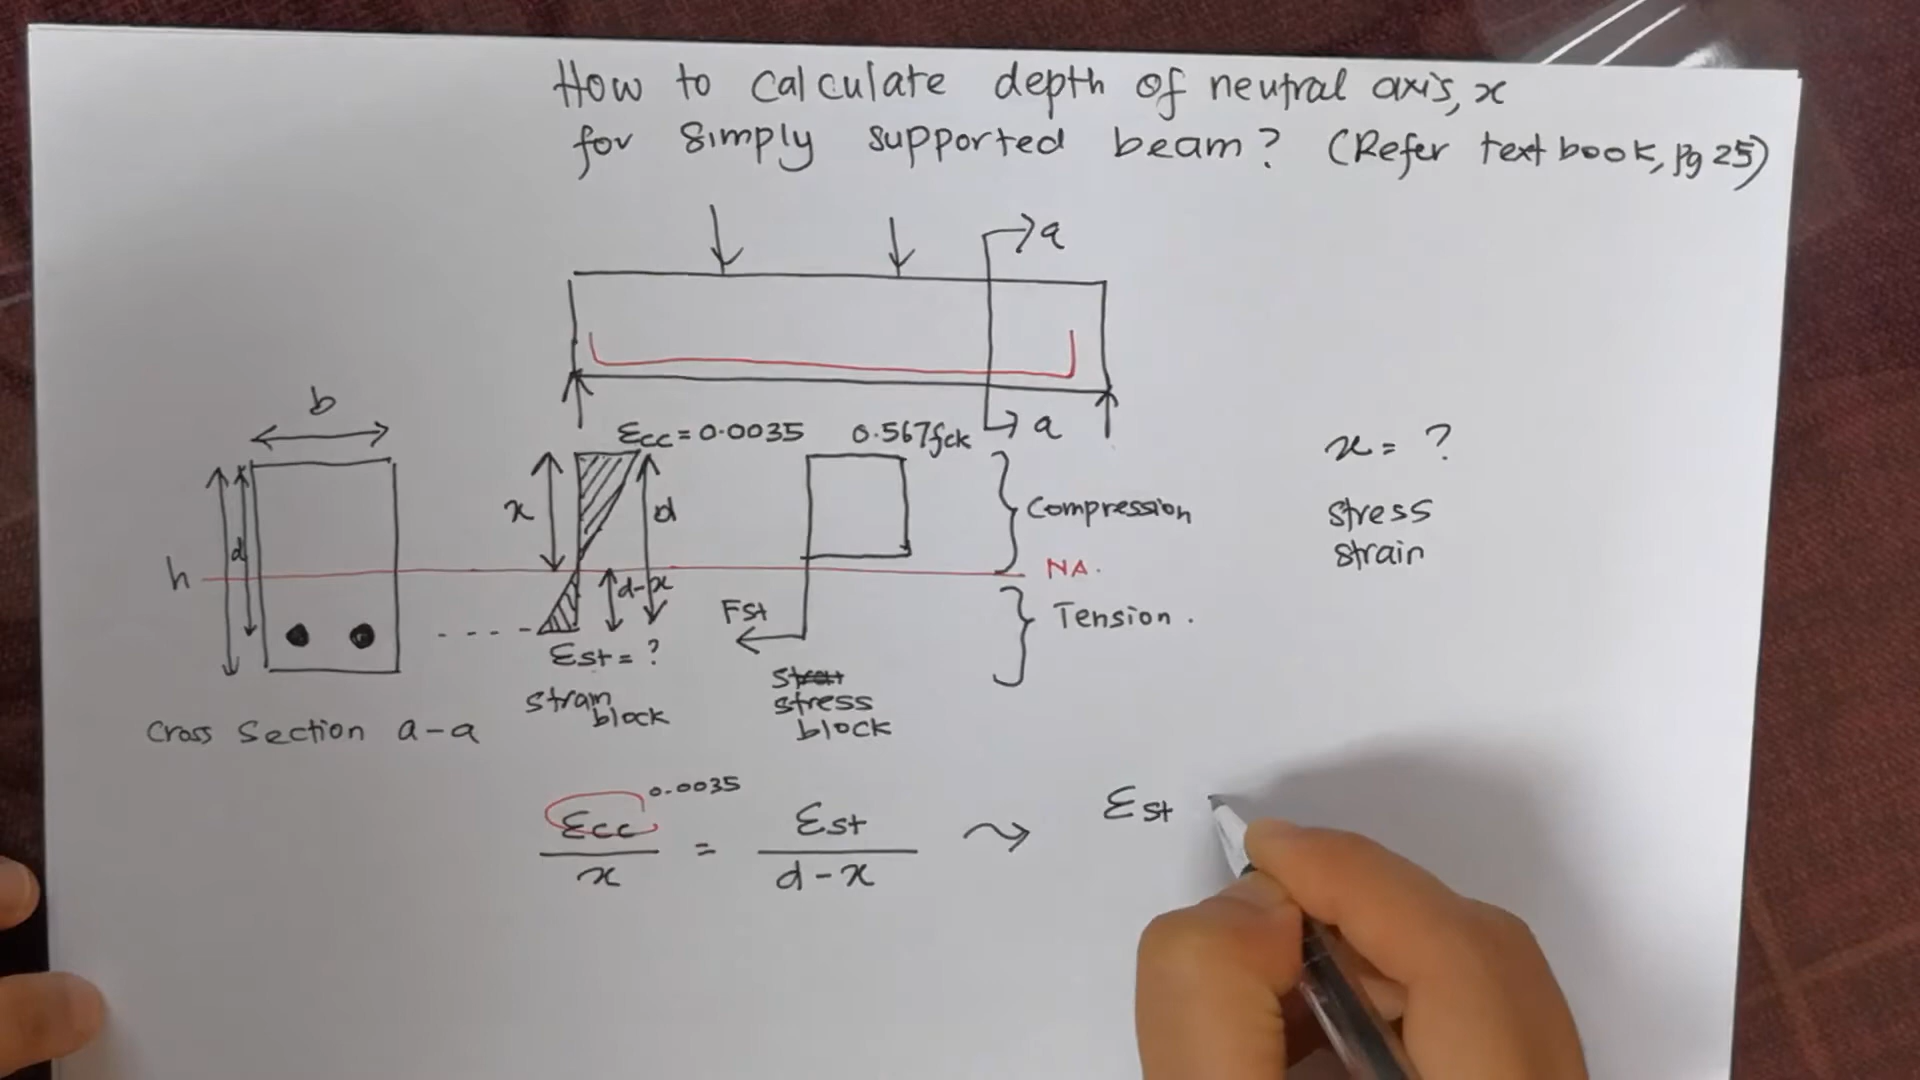 How to calculate depth of neutral axis, x
for simply supported beam? (Refer text book, pg 25)
a
a
b
h
d
εcc = 0.0035
x
d
d-x
εst = ?
strain
block
0.567fck
Fst
stress
block
Compression
NA.
Tension.
x = ?
stress
strain
Cross Section a-a
εcc 0.0035 / x = εst / d-x ⤳ εst